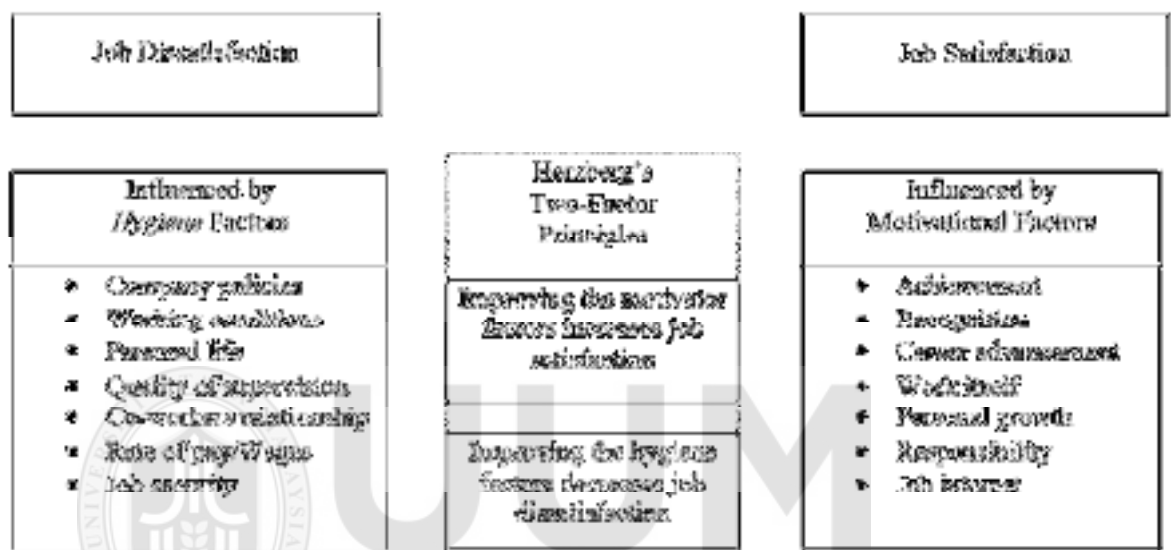 Job Dissatisfaction
Job Satisfaction
Influenced by
Hygiene Factors
Company policies
Working conditions
Personal life
Quality of supervision
Coworkers relationship
Rate of pay/Wages
Job security
Herzberg's
Two-Factor
Principles
Improving the motivator
factors increases job
satisfaction
Improving the hygiene
factors decreases job
dissatisfaction
Influenced by
Motivational Factors
Achievement
Recognition
Career advancement
Work itself
Personal growth
Responsibility
Job
UUM